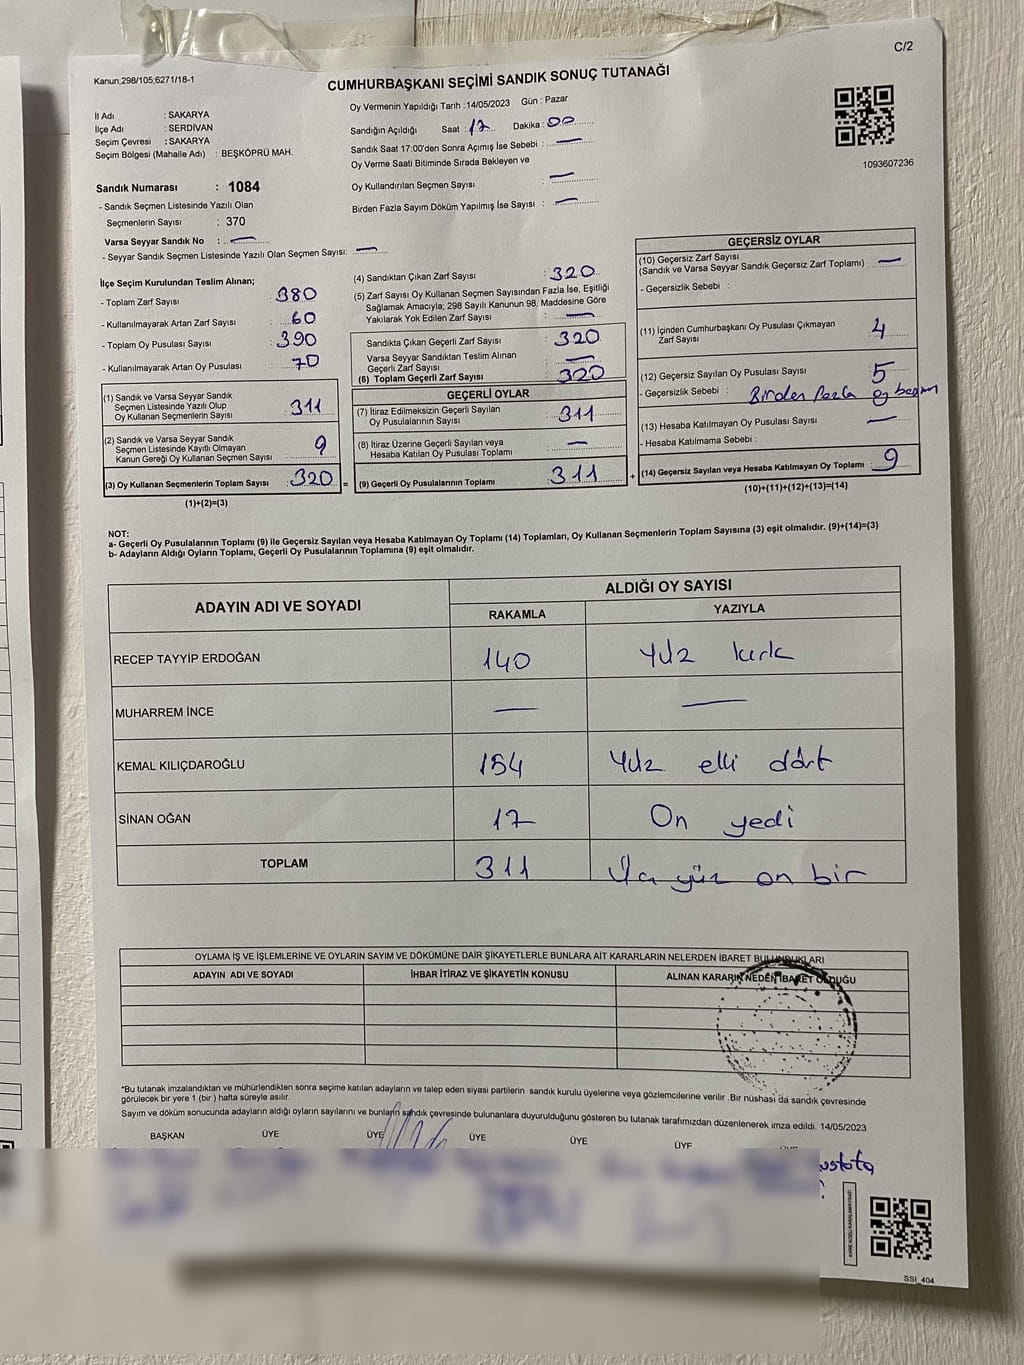 C/2
Kanun;298/105,6271/18-1
CUMHURBAŞKANI SEÇİMİ SANDIK SONUÇ TUTANAĞI
İl Adı : SAKARYA
İlçe Adı : SERDİVAN
Seçim Çevresi : SAKARYA
Seçim Bölgesi (Mahalle Adı) : BEŞKÖPRÜ MAH.
Oy Vermenin Yapıldığı Tarih :14/05/2023 Gün : Pazar
Sandığın Açıldığı Saat : 17 Dakika : 00
Sandık Saat 17:00'den Sonra Açımış İse Sebebi : —
Oy Verme Saati Bitiminde Sırada Bekleyen ve
Oy Kullandırılan Seçmen Sayısı : —
Birden Fazla Sayım Döküm Yapılmış İse Sayısı : —
1093607236
Sandık Numarası : 1084
- Sandık Seçmen Listesinde Yazılı Olan
Seçmenlerin Sayısı : 370
Varsa Seyyar Sandık No : —
- Seyyar Sandık Seçmen Listesinde Yazılı Olan Seçmen Sayısı: —
İlçe Seçim Kurulundan Teslim Alınan;
- Toplam Zarf Sayısı : 380
- Kullanılmayarak Artan Zarf Sayısı : 60
- Toplam Oy Pusulası Sayısı : 390
- Kullanılmayarak Artan Oy Pusulası : 70
(1) Sandık ve Varsa Seyyar Sandık
Seçmen Listesinde Yazılı Olup
Oy Kullanan Seçmenlerin Sayısı : 311
(2) Sandık ve Varsa Seyyar Sandık
Seçmen Listesinde Kayıtlı Olmayan
Kanun Gereği Oy Kullanan Seçmen Sayısı : 9
(3) Oy Kullanan Seçmenlerin Toplam Sayısı : 320 =
(1)+(2)=(3)
(4) Sandıktan Çıkan Zarf Sayısı : 320
(5) Zarf Sayısı Oy Kullanan Seçmen Sayısından Fazla İse, Eşitliği
Sağlamak Amacıyla; 298 Sayılı Kanunun 98. Maddesine Göre
Yakılarak Yok Edilen Zarf Sayısı : —
Sandıkta Çıkan Geçerli Zarf Sayısı : 320
Varsa Seyyar Sandıktan Teslim Alınan
Geçerli Zarf Sayısı : —
(6) Toplam Geçerli Zarf Sayısı : 320
GEÇERLİ OYLAR
(7) İtiraz Edilmeksizin Geçerli Sayılan
Oy Pusulalarının Sayısı : 311
(8) İtiraz Üzerine Geçerli Sayılan veya
Hesaba Katılan Oy Pusulası Toplamı : —
(9) Geçerli Oy Pusulalarının Toplamı : 311 +
GEÇERSİZ OYLAR
(10) Geçersiz Zarf Sayısı
(Sandık ve Varsa Seyyar Sandık Geçersiz Zarf Toplamı) : —
- Geçersizlik Sebebi :
(11) İçinden Cumhurbaşkanı Oy Pusulası Çıkmayan
Zarf Sayısı : 4
(12) Geçersiz Sayılan Oy Pusulası Sayısı : 5
- Geçersizlik Sebebi : Birden fazla oy
(13) Hesaba Katılmayan Oy Pusulası Sayısı : —
- Hesaba Katılmama Sebebi :
(14) Geçersiz Sayılan veya Hesaba Katılmayan Oy Toplamı : 9
(10)+(11)+(12)+(13)=(14)
NOT:
a- Geçerli Oy Pusulalarının Toplamı (9) ile Geçersiz Sayılan veya Hesaba Katılmayan Oy Toplamı (14) Toplamları, Oy Kullanan Seçmenlerin Toplam Sayısına (3) eşit olmalıdır. (9)+(14)=(3)
b- Adayların Aldığı Oyların Toplamı, Geçerli Oy Pusulalarının Toplamına (9) eşit olmalıdır.
ADAYIN ADI VE SOYADI ALDIĞI OY SAYISI
RAKAMLA YAZIYLA
RECEP TAYYİP ERDOĞAN 140 Yüz kırk
MUHARREM İNCE — —
KEMAL KILIÇDAROĞLU 154 Yüz elli dört
SİNAN OĞAN 17 On yedi
TOPLAM 311 Üç yüz on bir
OYLAMA İŞ VE İŞLEMLERİNE VE OYLARIN SAYIM VE DÖKÜMÜNE DAİR ŞİKAYETLERLE BUNLARA AİT KARARLARIN NELERDEN İBARET BULUNDUKLARI
ADAYIN ADI VE SOYADI İHBAR İTİRAZ VE ŞİKAYETİN KONUSU ALINAN KARARIN NEDEN İBARET OLDUĞU
*Bu tutanak imzalandıktan ve mühürlendikten sonra seçime katılan adayların ve talep eden siyasi partilerin sandık kurulu üyelerine veya gözlemcilerine verilir .Bir nüshası da sandık çevresinde
görülecek bir yere 1 (bir ) hafta süreyle asılır.
Sayım ve döküm sonucunda adayların aldığı oyların sayılarını ve bunların sandık çevresinde bulunanlara duyurulduğunu gösteren bu tutanak tarafımızdan düzenlenerek imza edildi. 14/05/2023
BAŞKAN ÜYE ÜYE ÜYE ÜYE ÜYE
SSI_404